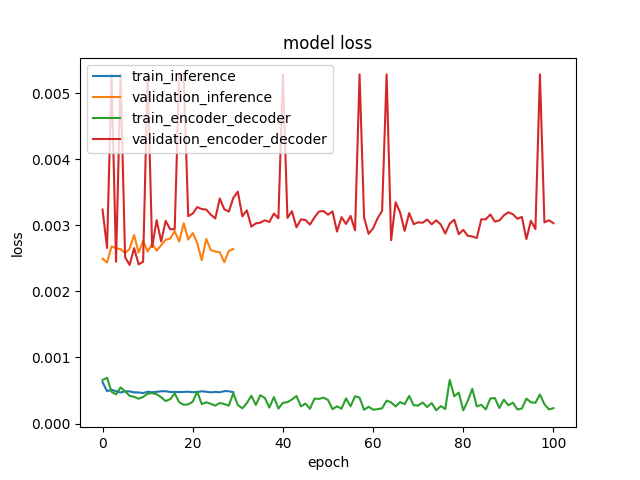 model loss
train_inference
validation_inference
train_encoder_decoder
validation_encoder_decoder
loss
0.005
0.004
0.003
0.002
0.001
0.000
0 20 40 60 80 100
epoch